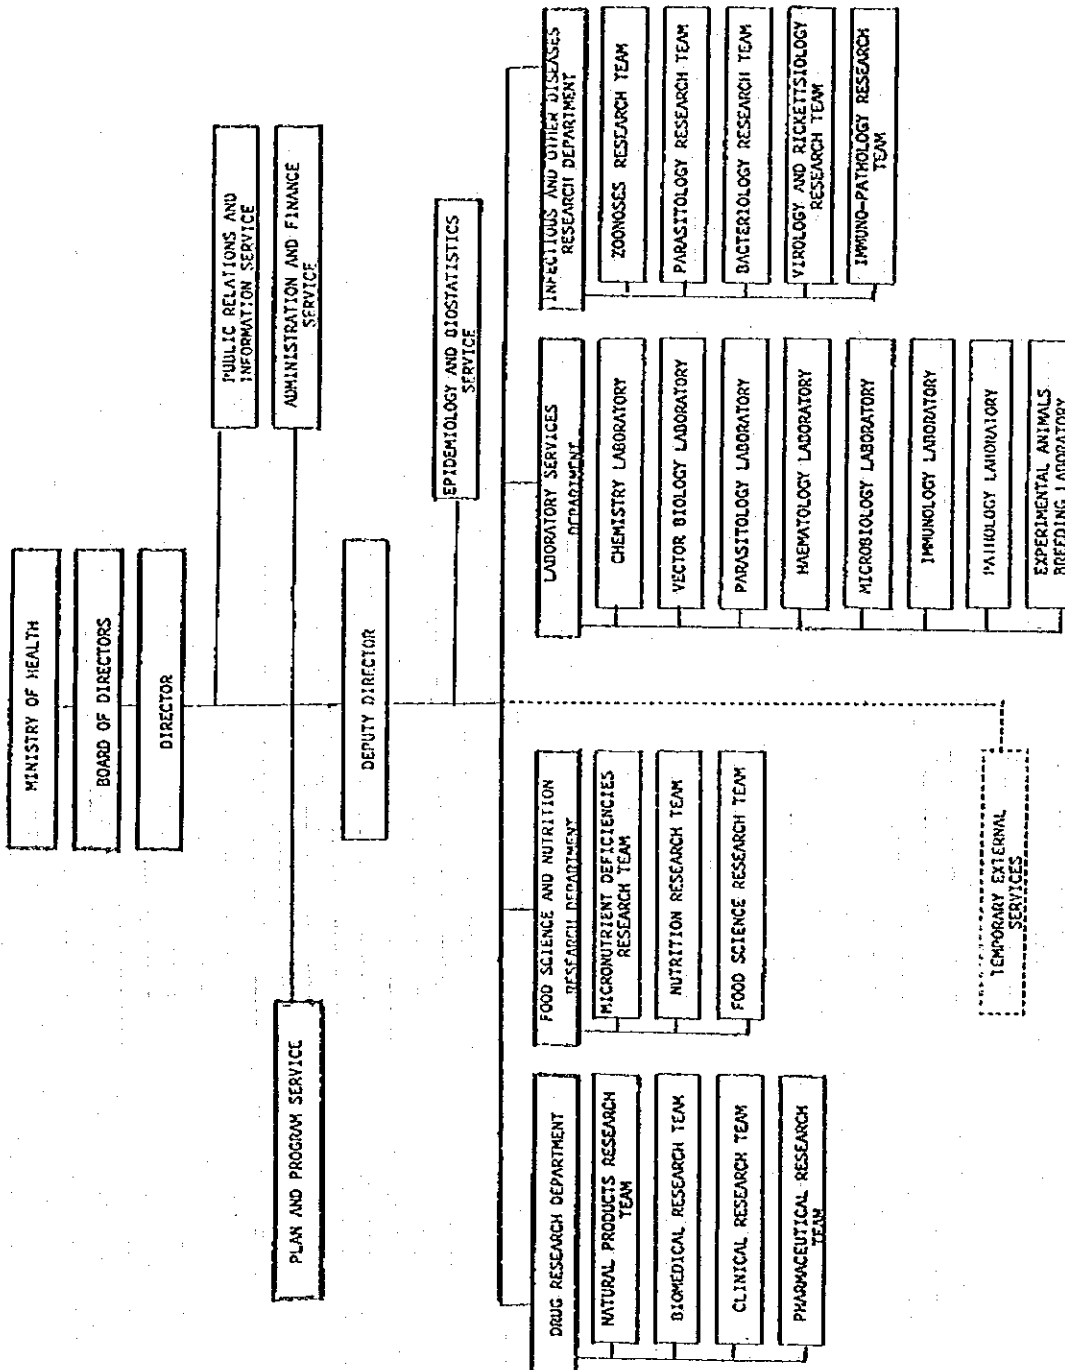 MINISTRY OF HEALTH
BOARD OF DIRECTORS
DIRECTOR
PUBLIC RELATIONS AND
INFORMATION SERVICE
PLAN AND PROGRAM SERVICE
ADMINISTRATION AND FINANCE
SERVICE
DEPUTY DIRECTOR
EPIDEMIOLOGY AND BIOSTATISTICS
SERVICE
DRUG RESEARCH DEPARTMENT
NATURAL PRODUCTS RESEARCH
TEAM
BIOMEDICAL RESEARCH TEAM
CLINICAL RESEARCH TEAM
PHARMACEUTICAL RESEARCH
TEAM
FOOD SCIENCE AND NUTRITION
RESEARCH DEPARTMENT
MICRONUTRIENT DEFICIENCIES
RESEARCH TEAM
NUTRITION RESEARCH TEAM
FOOD SCIENCE RESEARCH TEAM
LABORATORY SERVICES
DEPARTMENT
CHEMISTRY LABORATORY
VECTOR BIOLOGY LABORATORY
PARASITOLOGY LABORATORY
HAEMATOLOGY LABORATORY
MICROBIOLOGY LABORATORY
IMMUNOLOGY LABORATORY
PATHOLOGY LABORATORY
EXPERIMENTAL ANIMALS
BREEDING LABORATORY
INFECTIOUS AND OTHER DISEASES
RESEARCH DEPARTMENT
ZOONOSES RESEARCH TEAM
PARASITOLOGY RESEARCH TEAM
BACTERIOLOGY RESEARCH TEAM
VIROLOGY AND RICKETTSIOLOGY
RESEARCH TEAM
IMMUNO-PATHOLOGY RESEARCH
TEAM
TEMPORARY EXTERNAL
SERVICES